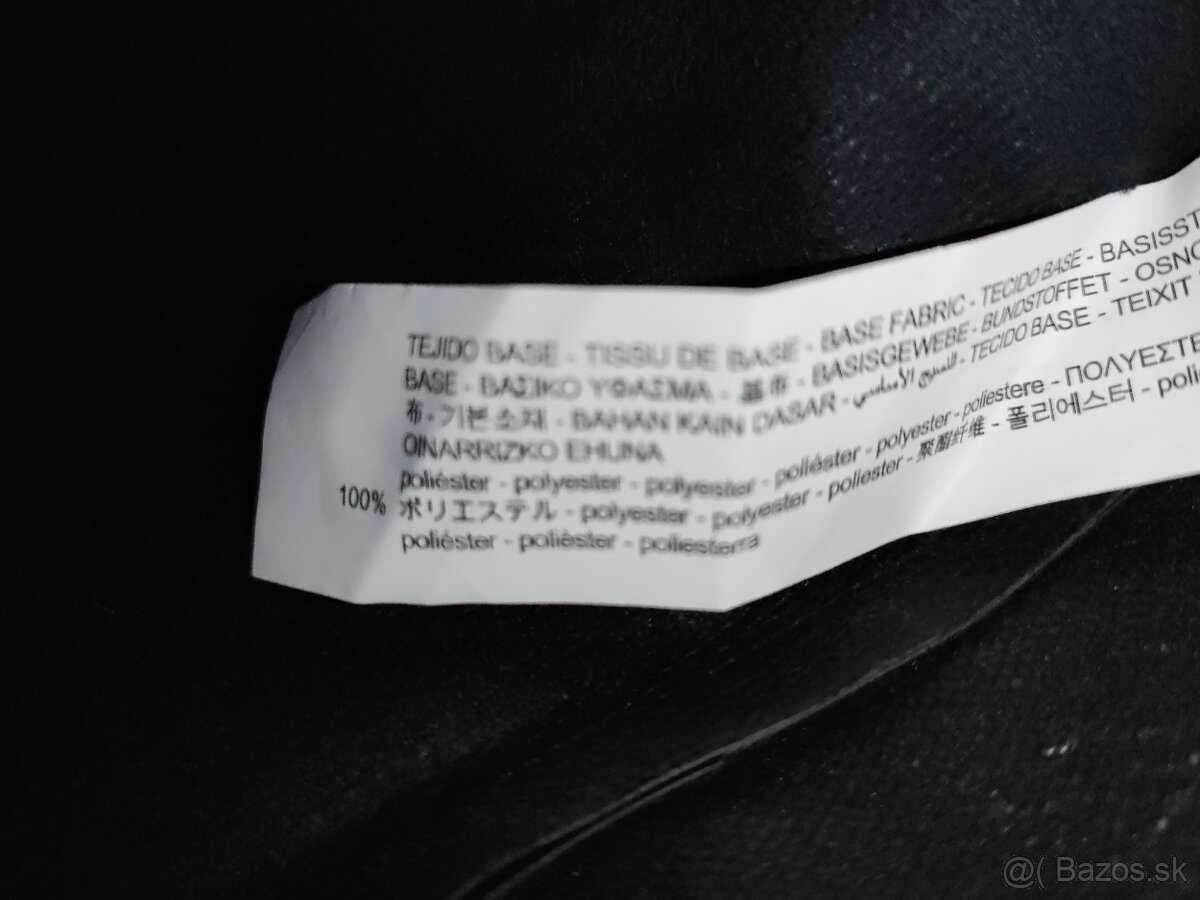 TEJIDO BASE - TISSU DE BASE - BASE FABRIC - TECIDO BASE - BASISST
BASE - ΒΑΣΙΚΟ ΥΦΑΣΜΑ - 基布 - BASISGEWEBE - BUNDSTOFFET - OSNO
布 - 기본 소재 - BAHAN KAIN DASAR - النسيج الأساسي - TECIDO BASE - TEIXIT
OINARRIZKO EHUNA
poliéster - polyester - polyester - poliéster - polyester - poliestere - ΠΟΛΥΕΣΤΕ
100% ポリエステル - polyester - polyester - poliester - 聚酯纤维 - 폴리에스터 - poli
poliéster - polièster - poliesterra
@( Bazos.sk